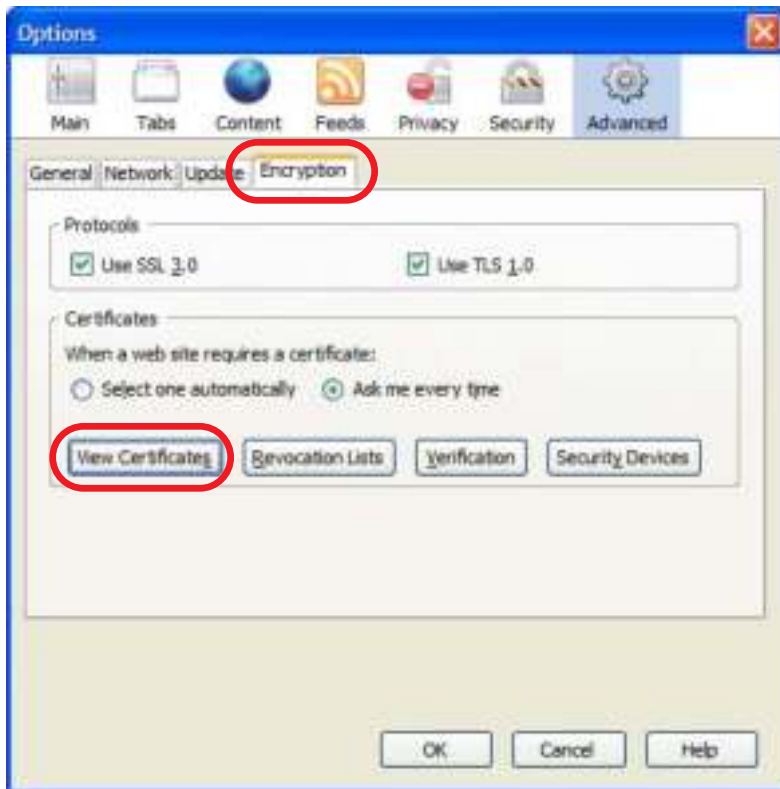 Options
Main Tabs Content Feeds Privacy Security Advanced
General Network Update Encryption
Protocols
Use SSL 3.0 Use TLS 1.0
Certificates
When a web site requires a certificate:
Select one automatically Ask me every time
View Certificates Revocation Lists Verification Security Devices
OK Cancel Help